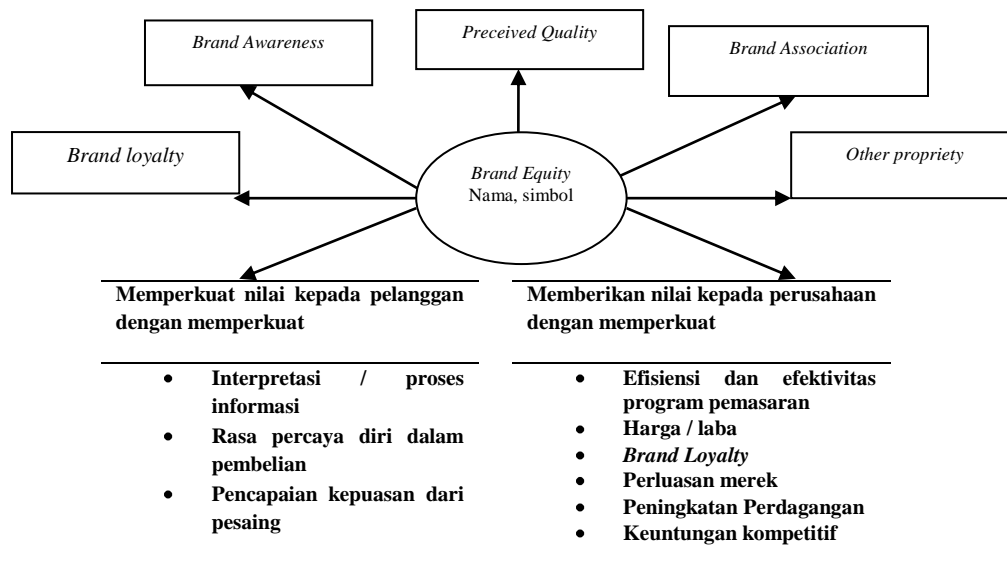 Brand Awareness
Preceived Quality
Brand Association
Brand loyalty
Other propriety
Brand Equity
Nama, simbol
Memperkuat nilai kepada pelanggan
dengan memperkuat
• Interpretasi / proses
informasi
• Rasa percaya diri dalam
pembelian
• Pencapaian kepuasan dari
pesaing
Memberikan nilai kepada perusahaan
dengan memperkuat
• Efisiensi dan efektivitas
program pemasaran
• Harga / laba
• Brand Loyalty
• Perluasan merek
• Peningkatan Perdagangan
• Keuntungan kompetitif